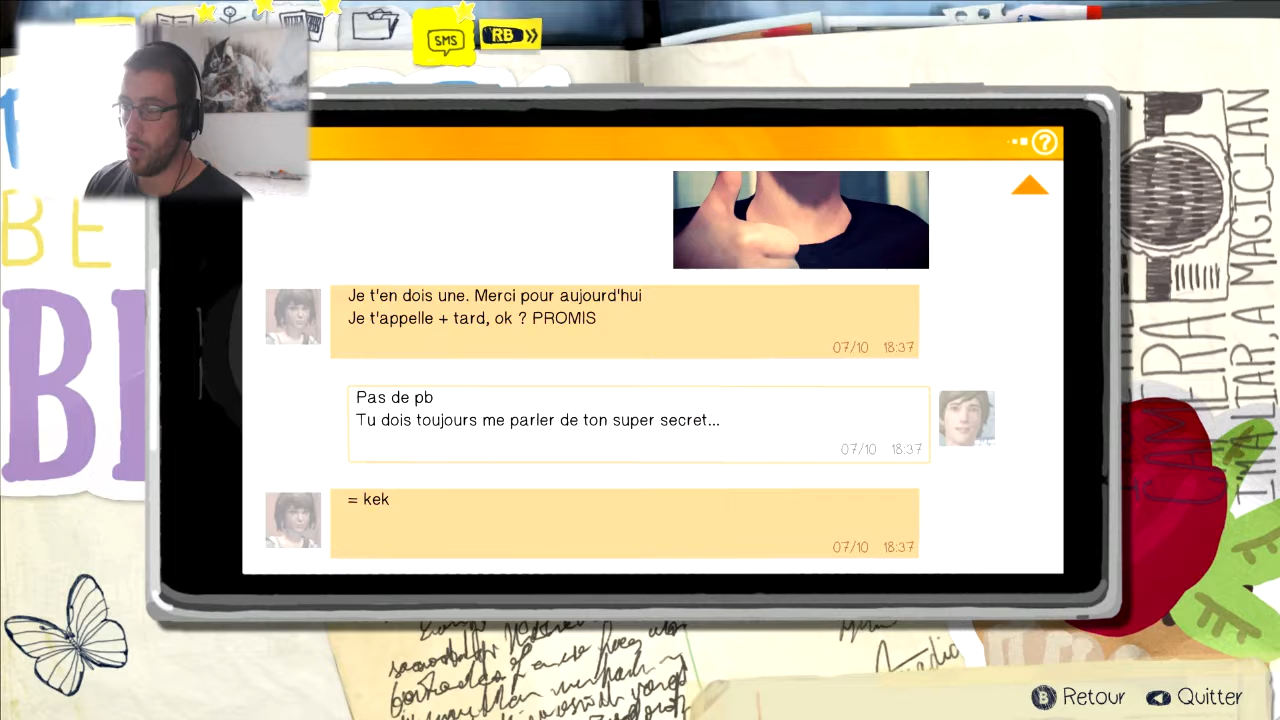 SMS
RB
?
BE
Je t'en dois une. Merci pour aujourd'hui
Je t'appelle + tard, ok ? PROMIS
07/10 18:37
Pas de pb
Tu dois toujours me parler de ton super secret...
07/10 18:37
= kek
07/10 18:37
CAMERA
LIAR, A MAGICIAN
B Retour
Quitter